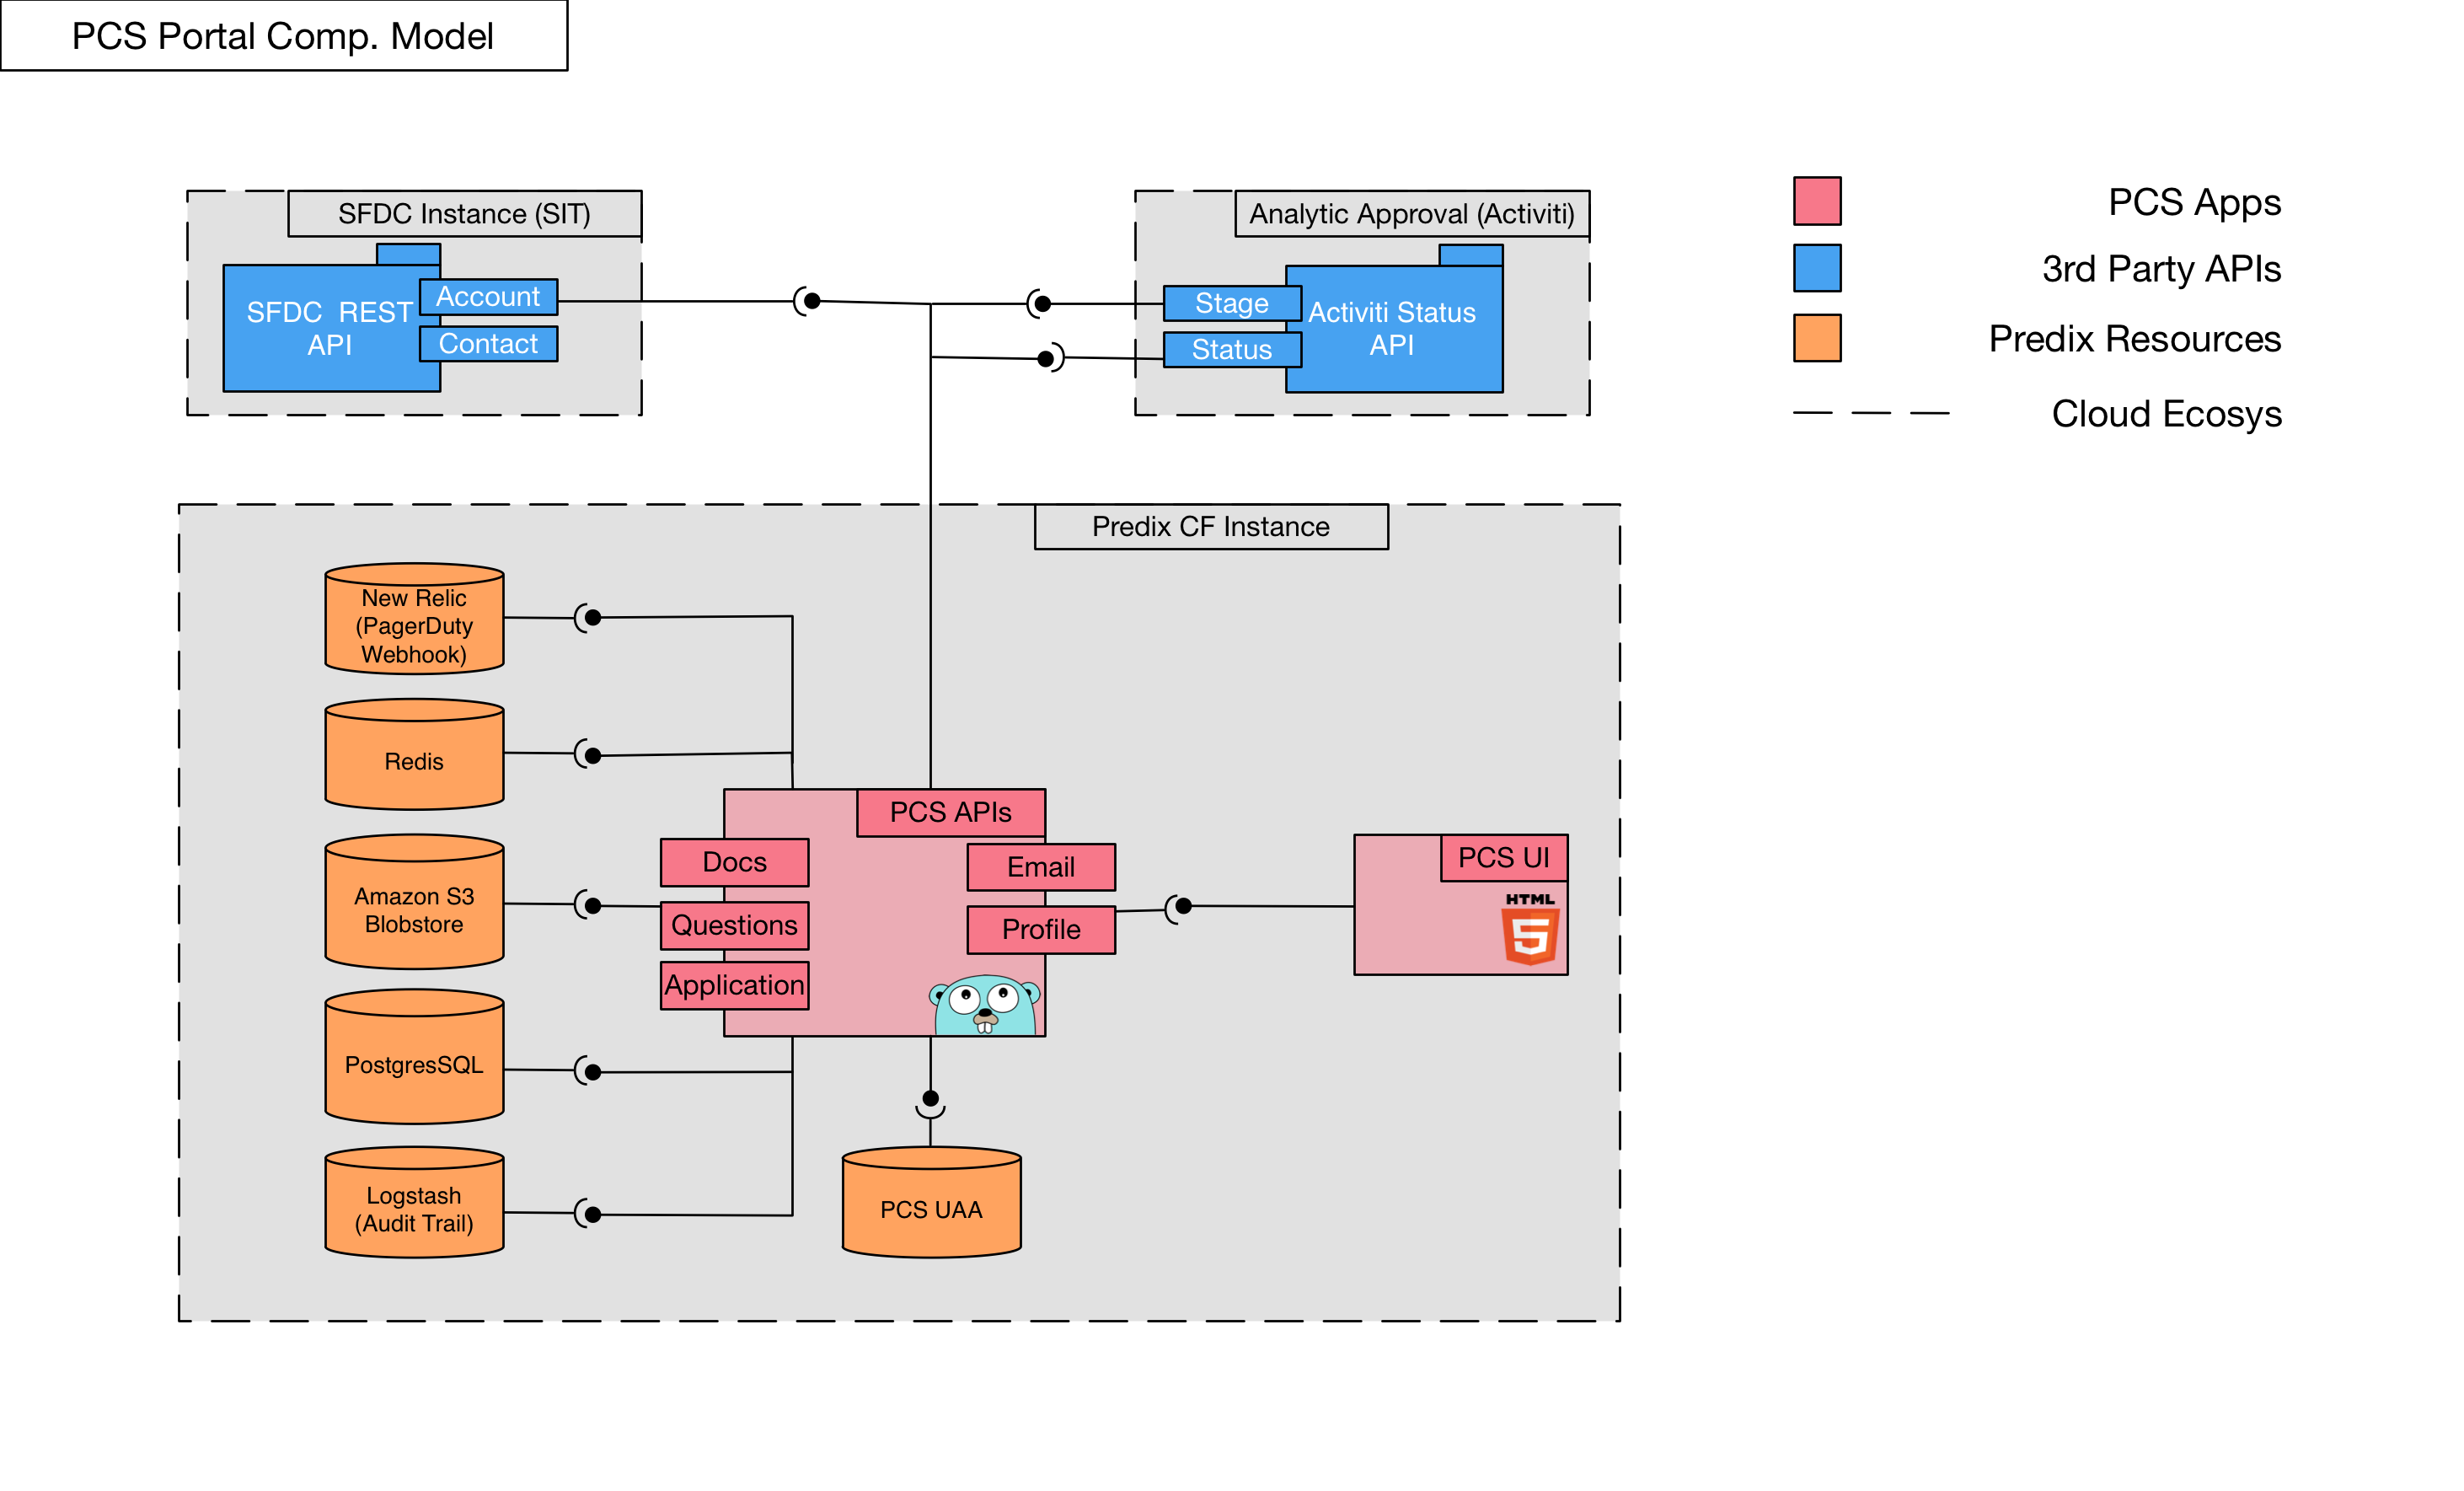 PCS Portal Comp. Model
SFDC Instance (SIT)
SFDC REST
API
Account
Contact
Analytic Approval (Activiti)
Stage
Status
Activiti Status
API
PCS Apps
3rd Party APIs
Predix Resources
Cloud Ecosys
Predix CF Instance
New Relic
(PagerDuty
Webhook)
Redis
Amazon S3
Blobstore
PostgresSQL
Logstash
(Audit Trail)
PCS APIs
Docs
Questions
Application
Email
Profile
PCS UI
HTML
5
PCS UAA